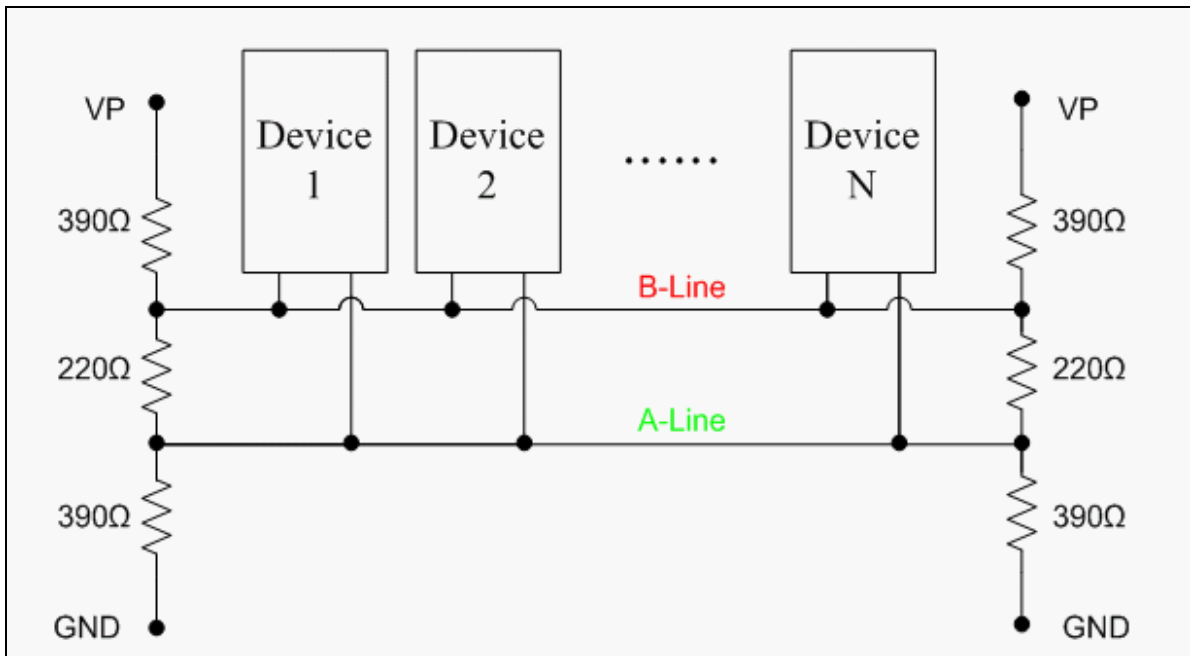 VP
Device
1
Device
2
......
Device
N
VP
390Ω
390Ω
B-Line
220Ω
220Ω
A-Line
390Ω
390Ω
GND
GND